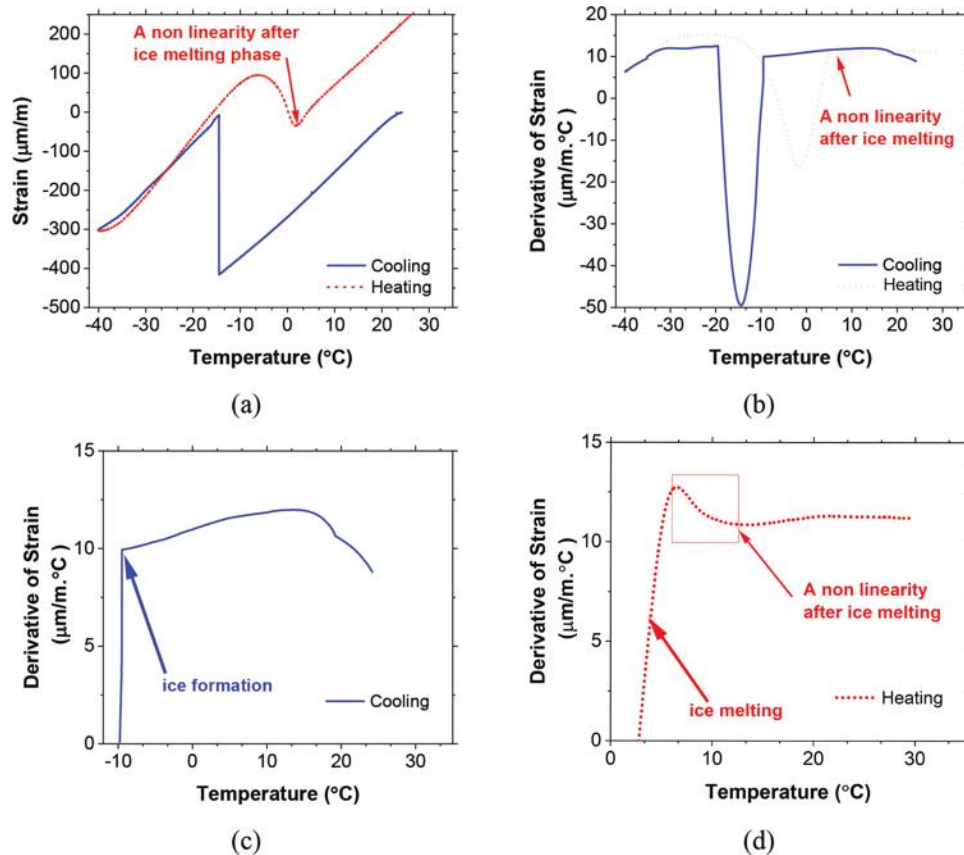 200
100
0
-100
-200
-300
-400
-500
Strain (μm/m)
A non linearity after
ice melting phase
Cooling
Heating
-40 -30 -20 -10 0 10 20 30
Temperature (°C)
(a)
20
10
0
-10
-20
-30
-40
-50
Derivative of Strain
(μm/m.°C)
A non linearity
after ice melting
Cooling
Heating
-40 -30 -20 -10 0 10 20 30
Temperature (°C)
(b)
15
10
5
0
Derivative of Strain
(μm/m.°C )
ice formation
Cooling
-10 0 10 20 30
Temperature (°C)
(c)
15
10
5
0
Derivative of Strain
(μm/m.°C )
A non linearity
after ice melting
ice melting
Heating
0 10 20 30
Temperature (°C)
(d)